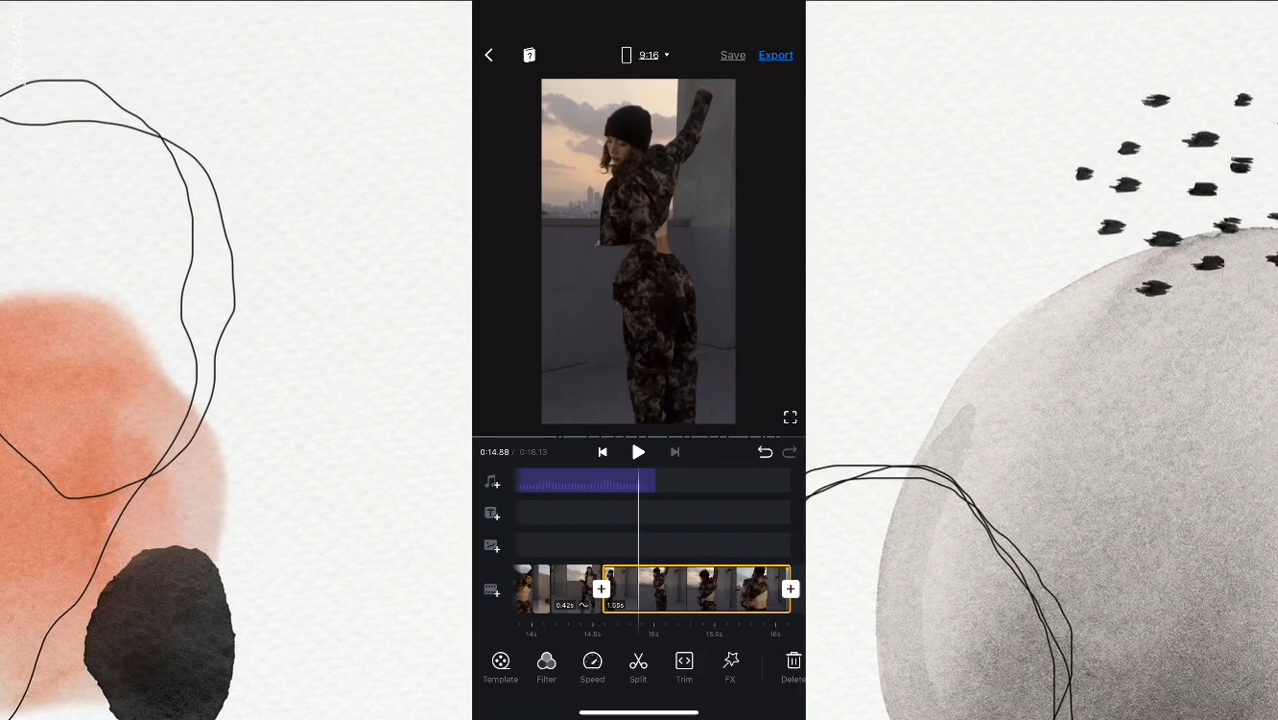 9:16
Save
Export
0:14.88 / 0:16.13
0.42s
1.55s
14s
14.5s
15s
15.5s
16s
Template
Filter
Speed
Split
Trim
FX
Delete